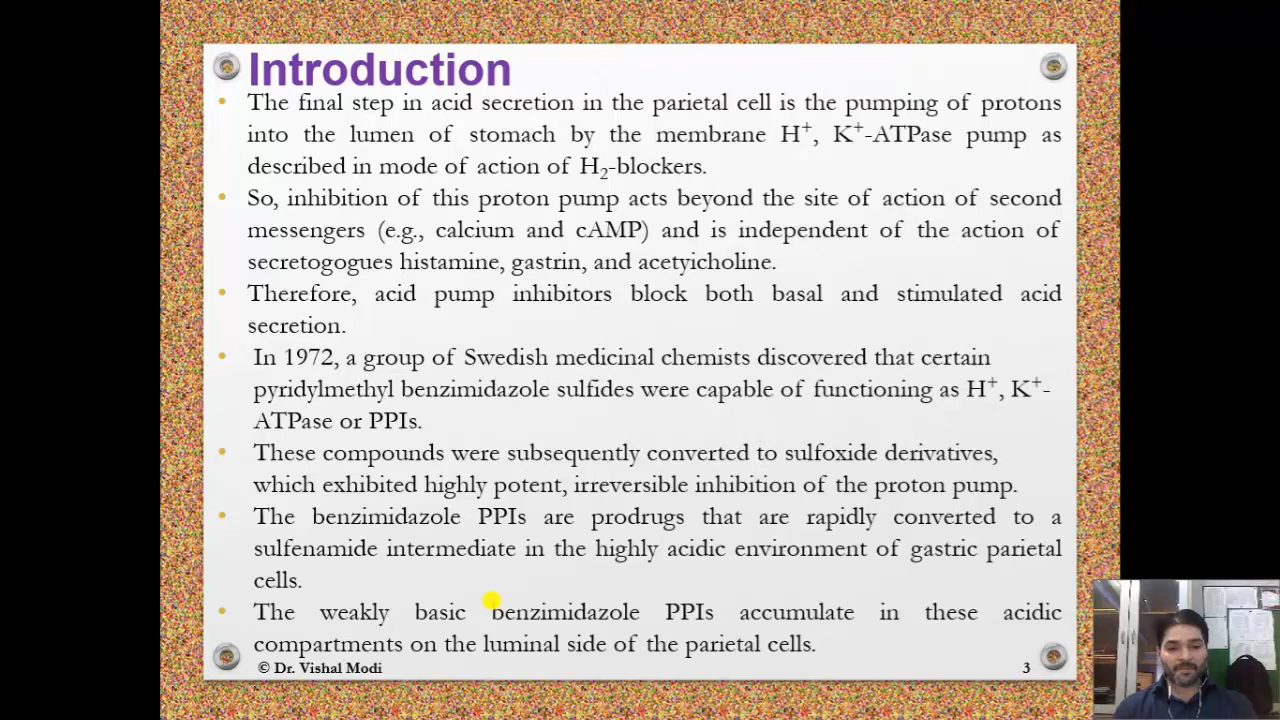 Introduction
• The final step in acid secretion in the parietal cell is the pumping of protons
into the lumen of stomach by the membrane H⁺, K⁺-ATPase pump as
described in mode of action of H₂-blockers.
• So, inhibition of this proton pump acts beyond the site of action of second
messengers (e.g., calcium and cAMP) and is independent of the action of
secretogogues histamine, gastrin, and acetyicholine.
• Therefore, acid pump inhibitors block both basal and stimulated acid
secretion.
• In 1972, a group of Swedish medicinal chemists discovered that certain
pyridylmethyl benzimidazole sulfides were capable of functioning as H⁺, K⁺-
ATPase or PPIs.
• These compounds were subsequently converted to sulfoxide derivatives,
which exhibited highly potent, irreversible inhibition of the proton pump.
• The benzimidazole PPIs are prodrugs that are rapidly converted to a
sulfenamide intermediate in the highly acidic environment of gastric parietal
cells.
• The weakly basic benzimidazole PPIs accumulate in these acidic
compartments on the luminal side of the parietal cells.
© Dr. Vishal Modi
3